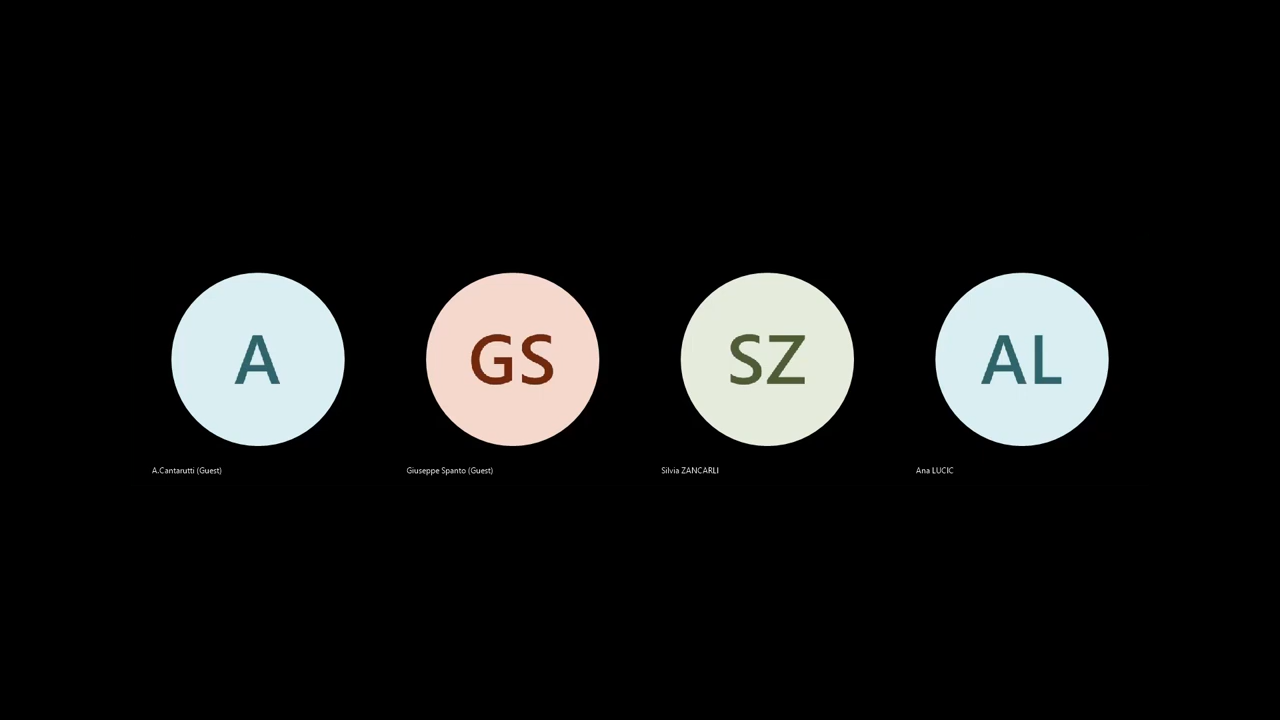 A
GS
SZ
AL
A.Cantarutti (Guest)
Giuseppe Spanto (Guest)
Silvia ZANCARLI
Ana LUCIC